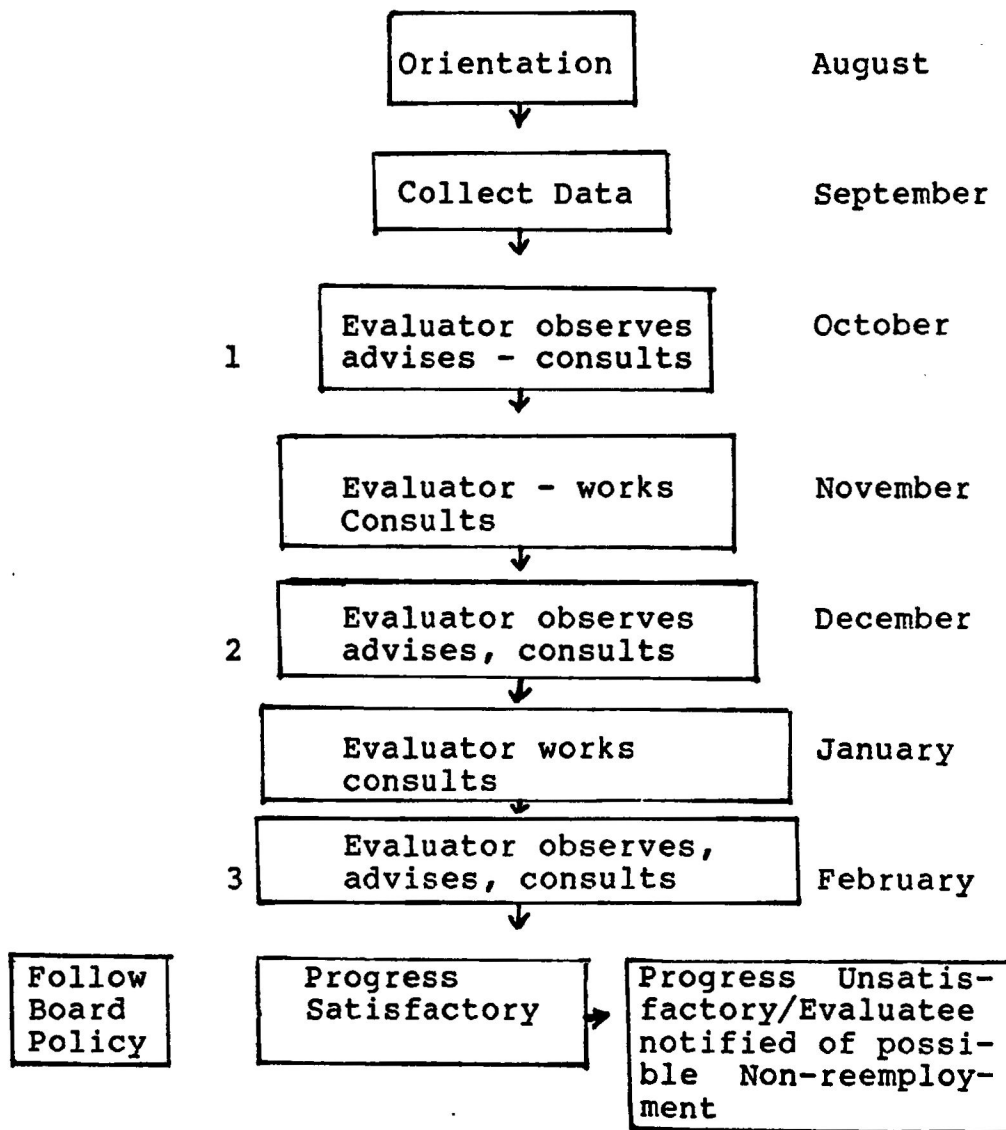 Orientation August
Collect Data September
Evaluator observes October
1 advises - consults
Evaluator - works November
Consults
Evaluator observes December
2 advises, consults
Evaluator works January
consults
Evaluator observes,
3 advises, consults February
Follow
Board
Policy
Progress
Satisfactory
Progress Unsatis-
factory/Evaluatee
notified of possi-
ble Non-reemploy-
ment